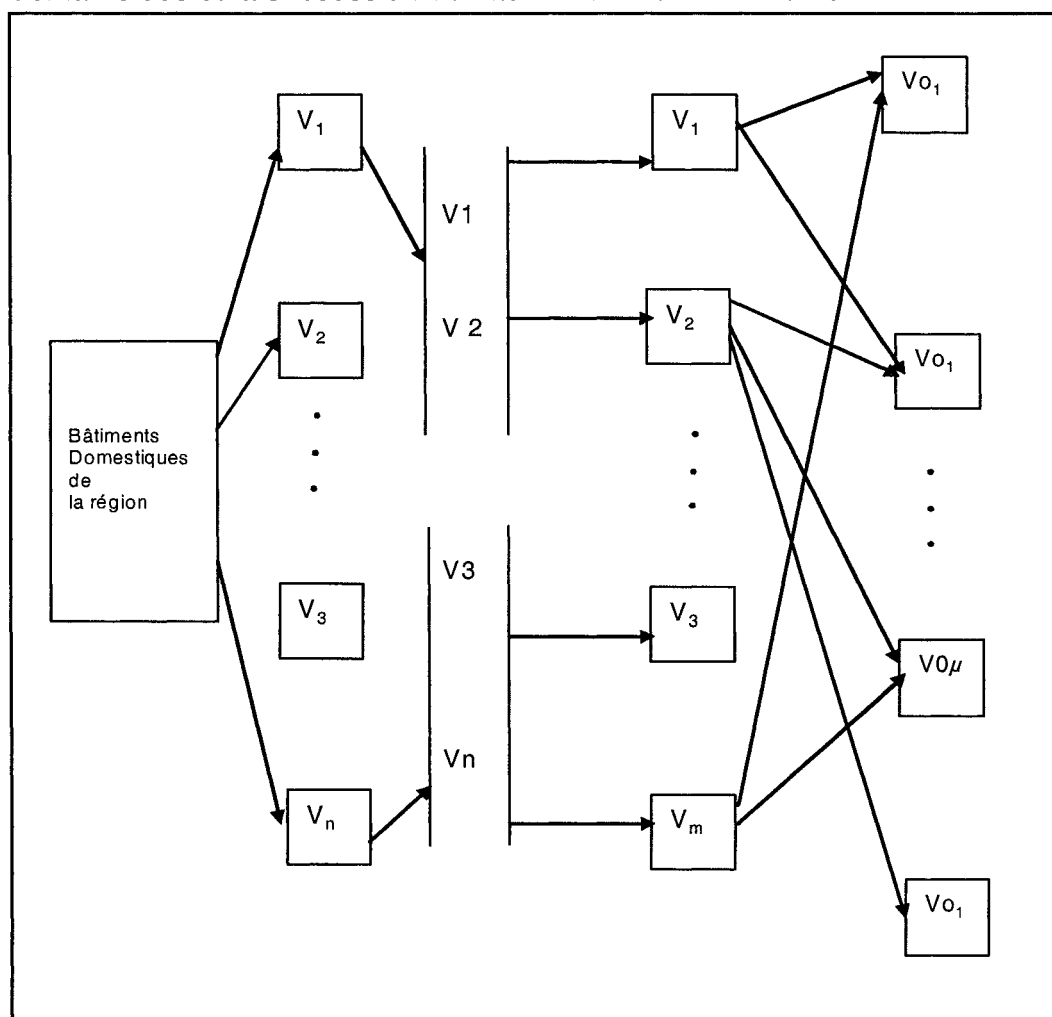 V₁
V₂
V₃
Vₙ
Bâtiments
Domestiques
de
la région
V1
V 2
V3
Vn
V₁
V₂
V₃
Vₘ
Vo₁
Vo₁
V0μ
Vo₁